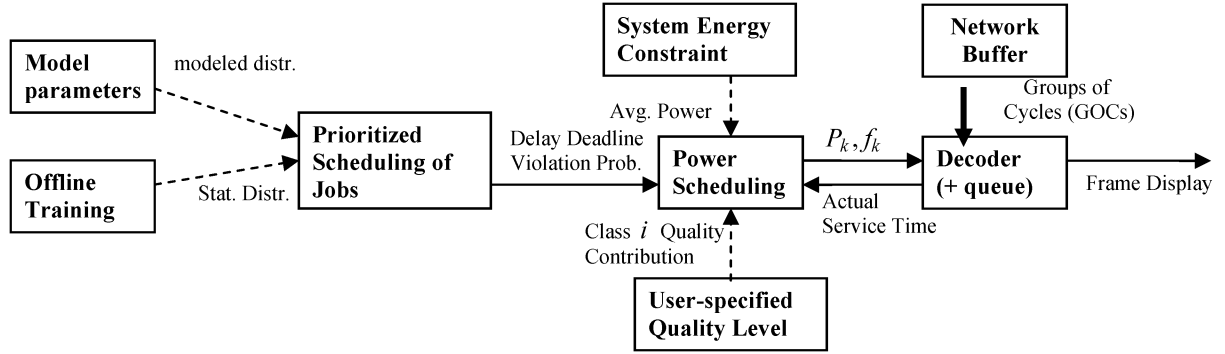 Model
parameters
modeled distr.
Offline
Training
Stat. Distr.
Prioritized
Scheduling of
Jobs
Delay Deadline
Violation Prob.
System Energy
Constraint
Avg. Power
Power
Scheduling
Class i Quality
Contribution
User-specified
Quality Level
P_k, f_k
Actual
Service Time
Network
Buffer
Groups of
Cycles (GOCs)
Decoder
(+ queue)
Frame Display